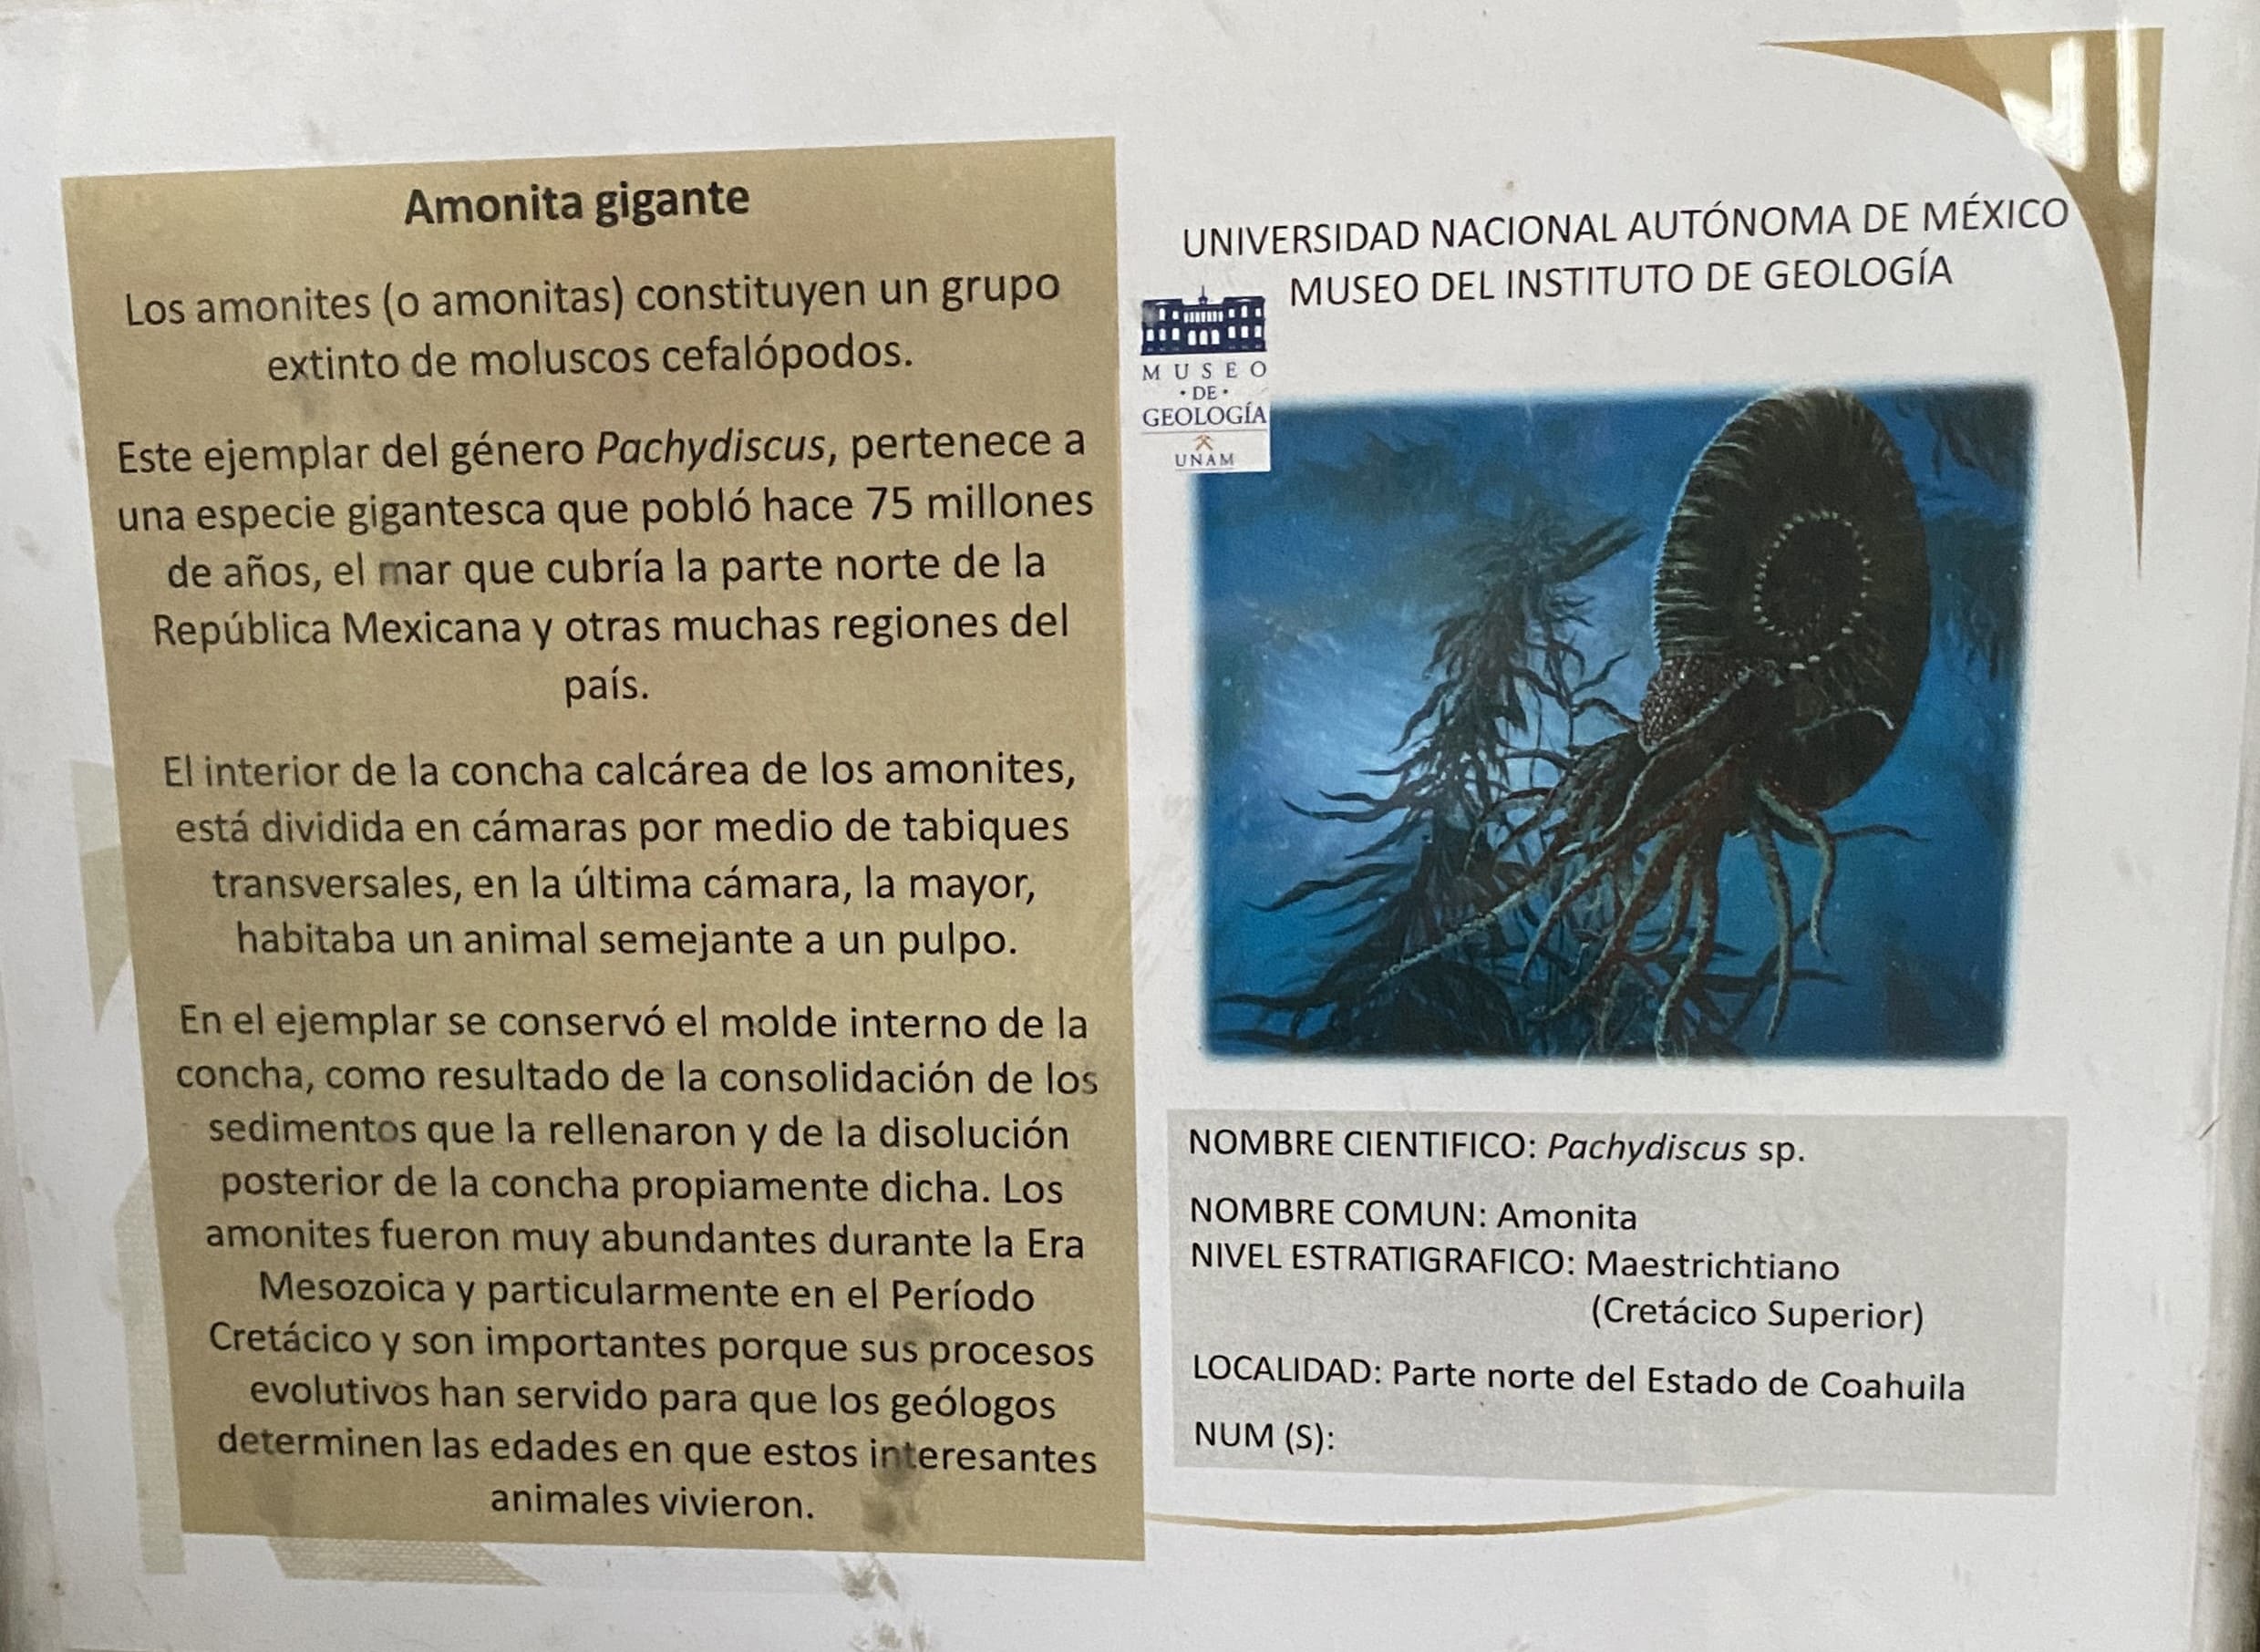 Amonita gigante
Los amonites (o amonitas) constituyen un grupo
extinto de moluscos cefalópodos.
Este ejemplar del género Pachydiscus, pertenece a
una especie gigantesca que pobló hace 75 millones
de años, el mar que cubría la parte norte de la
República Mexicana y otras muchas regiones del
país.
El interior de la concha calcárea de los amonites,
está dividida en cámaras por medio de tabiques
transversales, en la última cámara, la mayor,
habitaba un animal semejante a un pulpo.
En el ejemplar se conservó el molde interno de la
concha, como resultado de la consolidación de los
sedimentos que la rellenaron y de la disolución
posterior de la concha propiamente dicha. Los
amonites fueron muy abundantes durante la Era
Mesozoica y particularmente en el Período
Cretácico y son importantes porque sus procesos
evolutivos han servido para que los geólogos
determinen las edades en que estos interesantes
animales vivieron.
UNIVERSIDAD NACIONAL AUTÓNOMA DE MÉXICO
MUSEO DEL INSTITUTO DE GEOLOGÍA
MUSEO
• DE •
GEOLOGÍA
UNAM
NOMBRE CIENTIFICO: Pachydiscus sp.
NOMBRE COMUN: Amonita
NIVEL ESTRATIGRAFICO: Maestrichtiano
(Cretácico Superior)
LOCALIDAD: Parte norte del Estado de Coahuila
NUM (S):